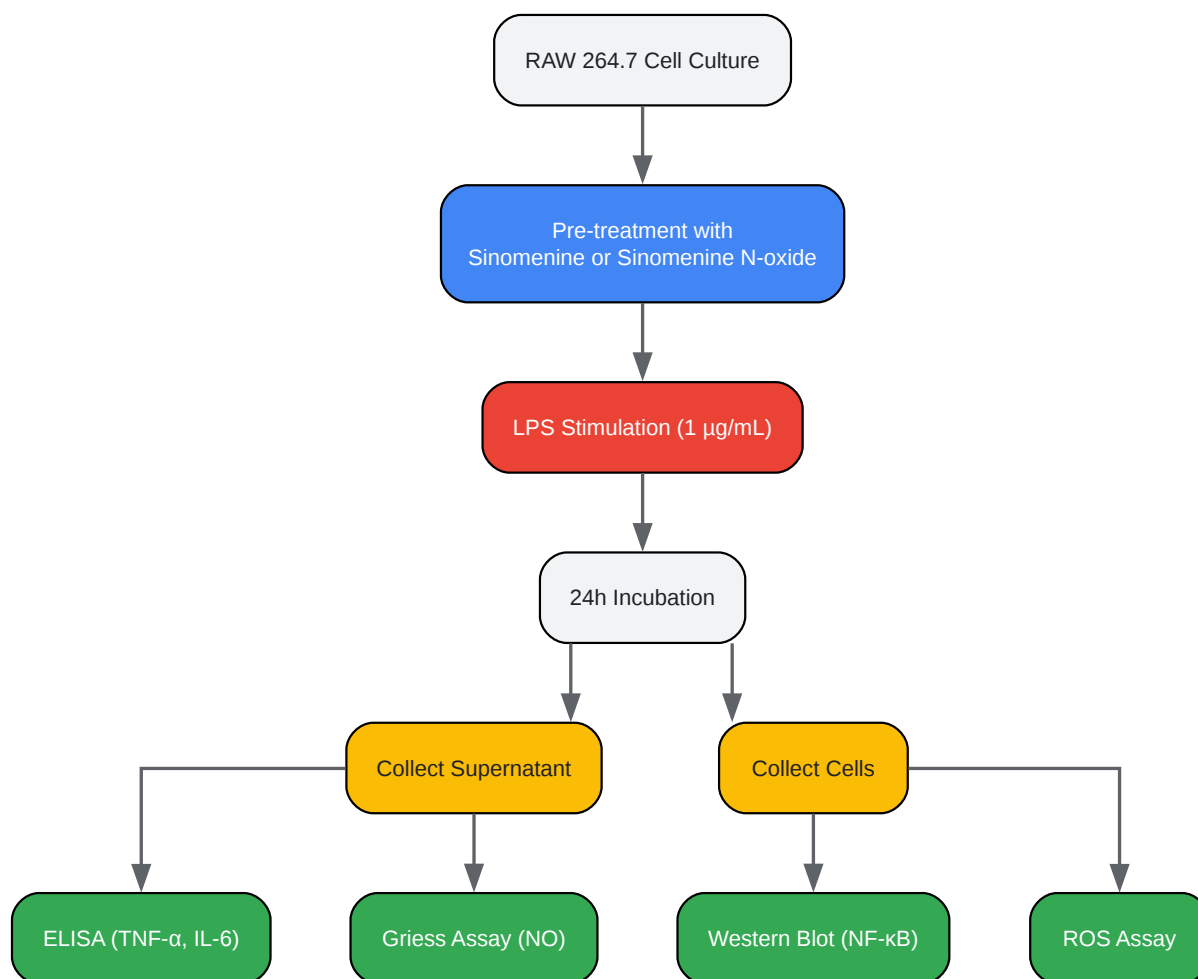 RAW 264.7 Cell Culture
Pre-treatment with
Sinomenine or Sinomenine N-oxide
LPS Stimulation (1 µg/mL)
24h Incubation
Collect Supernatant
Collect Cells
ELISA (TNF-α, IL-6)
Griess Assay (NO)
Western Blot (NF-κB)
ROS Assay